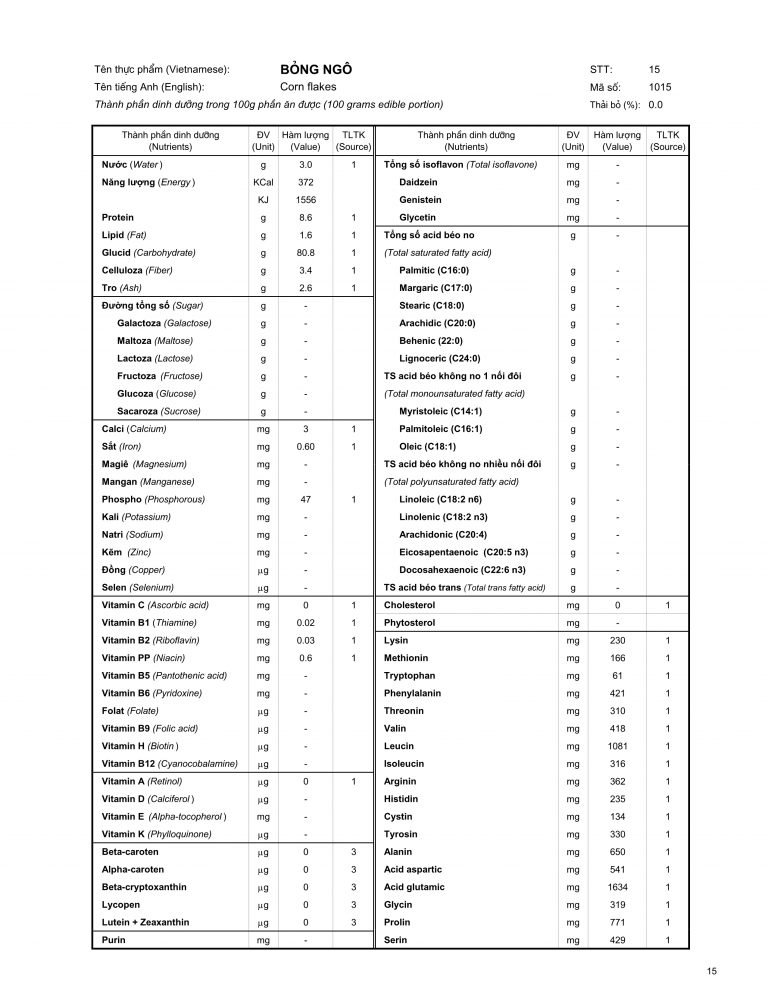 Tên thực phẩm (Vietnamese): BỎNG NGÔ STT: 15
Tên tiếng Anh (English): Corn flakes Mã số: 1015
Thành phần dinh dưỡng trong 100g phần ăn được (100 grams edible portion) Thải bỏ (%): 0.0
Thành phần dinh dưỡng ĐV Hàm lượng TLTK Thành phần dinh dưỡng ĐV Hàm lượng TLTK
(Nutrients) (Unit) (Value) (Source) (Nutrients) (Unit) (Value) (Source)
Nước (Water ) g 3.0 1 Tổng số isoflavon (Total isoflavone) mg -
Năng lượng (Energy ) KCal 372 Daidzein mg -
KJ 1556 Genistein mg -
Protein g 8.6 1 Glycetin mg -
Lipid (Fat) g 1.6 1 Tổng số acid béo no g -
Glucid (Carbohydrate) g 80.8 1 (Total saturated fatty acid)
Celluloza (Fiber) g 3.4 1 Palmitic (C16:0) g -
Tro (Ash) g 2.6 1 Margaric (C17:0) g -
Đường tổng số (Sugar) g - Stearic (C18:0) g -
Galactoza (Galactose) g - Arachidic (C20:0) g -
Maltoza (Maltose) g - Behenic (22:0) g -
Lactoza (Lactose) g - Lignoceric (C24:0) g -
Fructoza (Fructose) g - TS acid béo không no 1 nối đôi g -
Glucoza (Glucose) g - (Total monounsaturated fatty acid)
Sacaroza (Sucrose) g - Myristoleic (C14:1) g -
Calci (Calcium) mg 3 1 Palmitoleic (C16:1) g -
Sắt (Iron) mg 0.60 1 Oleic (C18:1) g -
Magiê (Magnesium) mg - TS acid béo không no nhiều nối đôi g -
Mangan (Manganese) mg - (Total polyunsaturated fatty acid)
Phospho (Phosphorous) mg 47 1 Linoleic (C18:2 n6) g -
Kali (Potassium) mg - Linolenic (C18:2 n3) g -
Natri (Sodium) mg - Arachidonic (C20:4) g -
Kẽm (Zinc) mg - Eicosapentaenoic (C20:5 n3) g -
Đồng (Copper) μg - Docosahexaenoic (C22:6 n3) g -
Selen (Selenium) μg - TS acid béo trans (Total trans fatty acid) g -
Vitamin C (Ascorbic acid) mg 0 1 Cholesterol mg 0 1
Vitamin B1 (Thiamine) mg 0.02 1 Phytosterol mg -
Vitamin B2 (Riboflavin) mg 0.03 1 Lysin mg 230 1
Vitamin PP (Niacin) mg 0.6 1 Methionin mg 166 1
Vitamin B5 (Pantothenic acid) mg - Tryptophan mg 61 1
Vitamin B6 (Pyridoxine) mg - Phenylalanin mg 421 1
Folat (Folate) μg - Threonin mg 310 1
Vitamin B9 (Folic acid) μg - Valin mg 418 1
Vitamin H (Biotin ) μg - Leucin mg 1081 1
Vitamin B12 (Cyanocobalamine) μg - Isoleucin mg 316 1
Vitamin A (Retinol) μg 0 1 Arginin mg 362 1
Vitamin D (Calciferol ) μg - Histidin mg 235 1
Vitamin E (Alpha-tocopherol ) mg - Cystin mg 134 1
Vitamin K (Phylloquinone) μg - Tyrosin mg 330 1
Beta-caroten μg 0 3 Alanin mg 650 1
Alpha-caroten μg 0 3 Acid aspartic mg 541 1
Beta-cryptoxanthin μg 0 3 Acid glutamic mg 1634 1
Lycopen μg 0 3 Glycin mg 319 1
Lutein + Zeaxanthin μg 0 3 Prolin mg 771 1
Purin mg - Serin mg 429 1
15